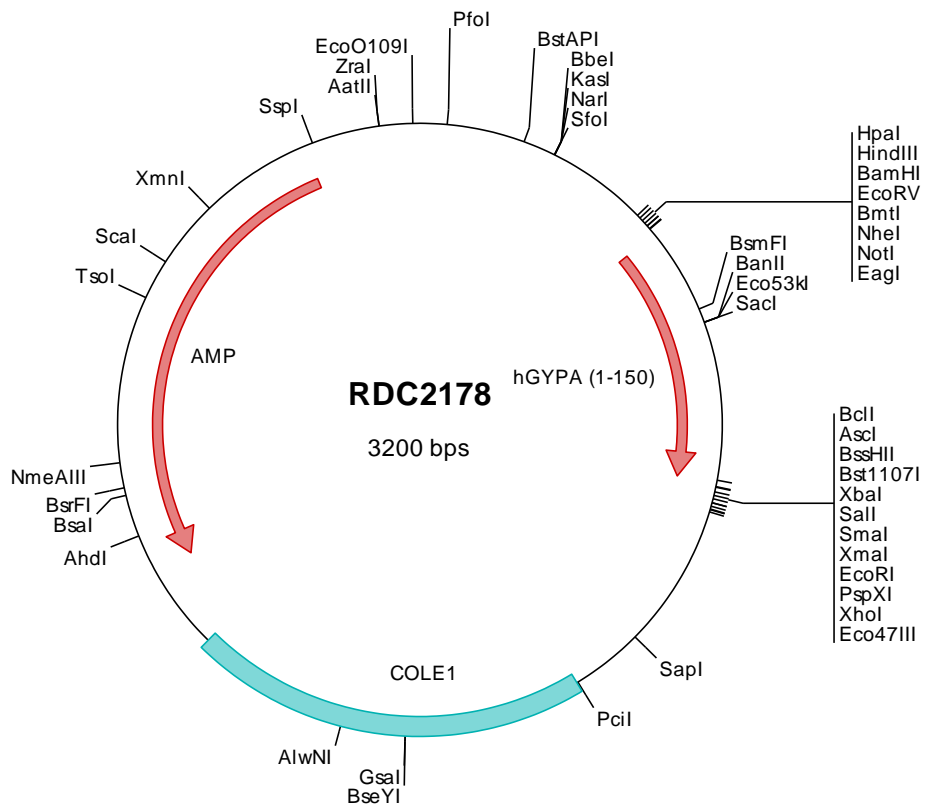 PfoI
EcoO109I
ZraI
AatII
SspI
XmnI
ScaI
TsoI
BstAPI
BbeI
KasI
NarI
SfoI
HpaI
HindIII
BamHI
EcoRV
BmtI
NheI
NotI
EagI
BsmFI
BanII
Eco53kI
SacI
AMP
hGYPA (1-150)
RDC2178
3200 bps
BclI
AscI
BssHII
Bst1107I
XbaI
SalI
SmaI
XmaI
EcoRI
PspXI
XhoI
Eco47III
NmeAIII
BsrFI
BsaI
AhdI
COLE1
SapI
PciI
AlwNI
GsaI
BseYI